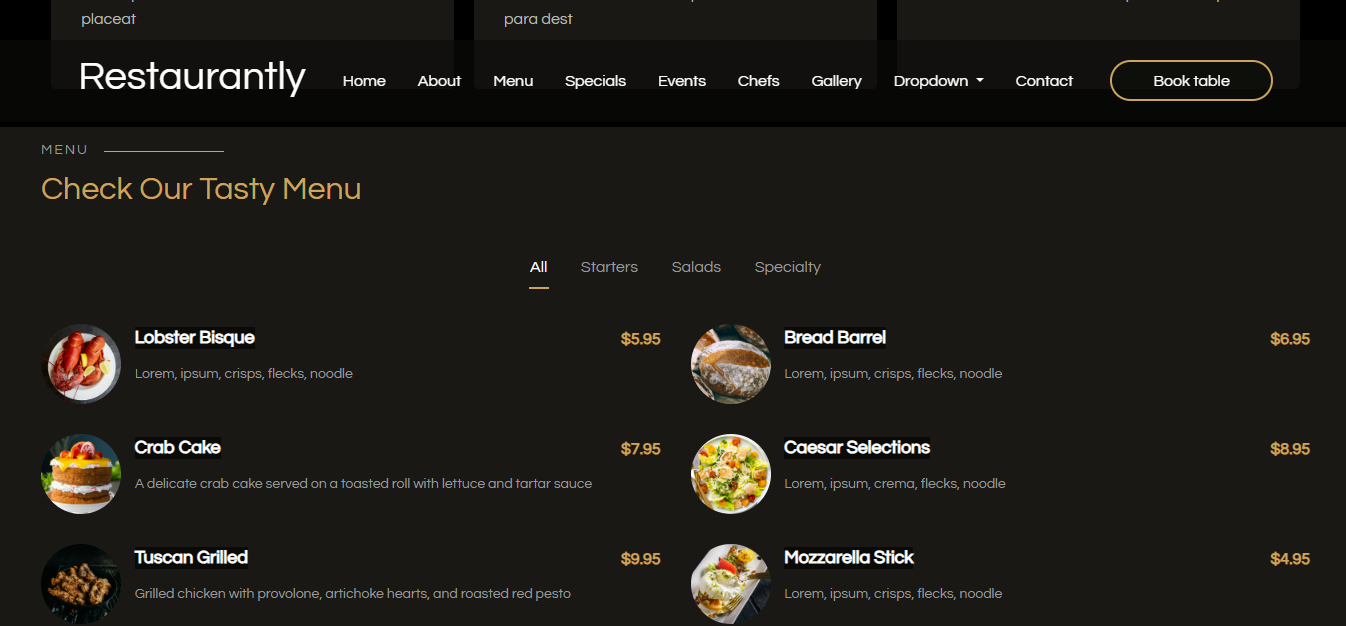 placeat
para dest
Restaurantly Home About Menu Specials Events Chefs Gallery Dropdown Contact Book table
MENU
Check Our Tasty Menu
All Starters Salads Specialty
Lobster Bisque $5.95
Lorem, ipsum, crisps, flecks, noodle
Bread Barrel $6.95
Lorem, ipsum, crisps, flecks, noodle
Crab Cake $7.95
A delicate crab cake served on a toasted roll with lettuce and tartar sauce
Caesar Selections $8.95
Lorem, ipsum, crema, flecks, noodle
Tuscan Grilled $9.95
Grilled chicken with provolone, artichoke hearts, and roasted red pesto
Mozzarella Stick $4.95
Lorem, ipsum, crisps, flecks, noodle